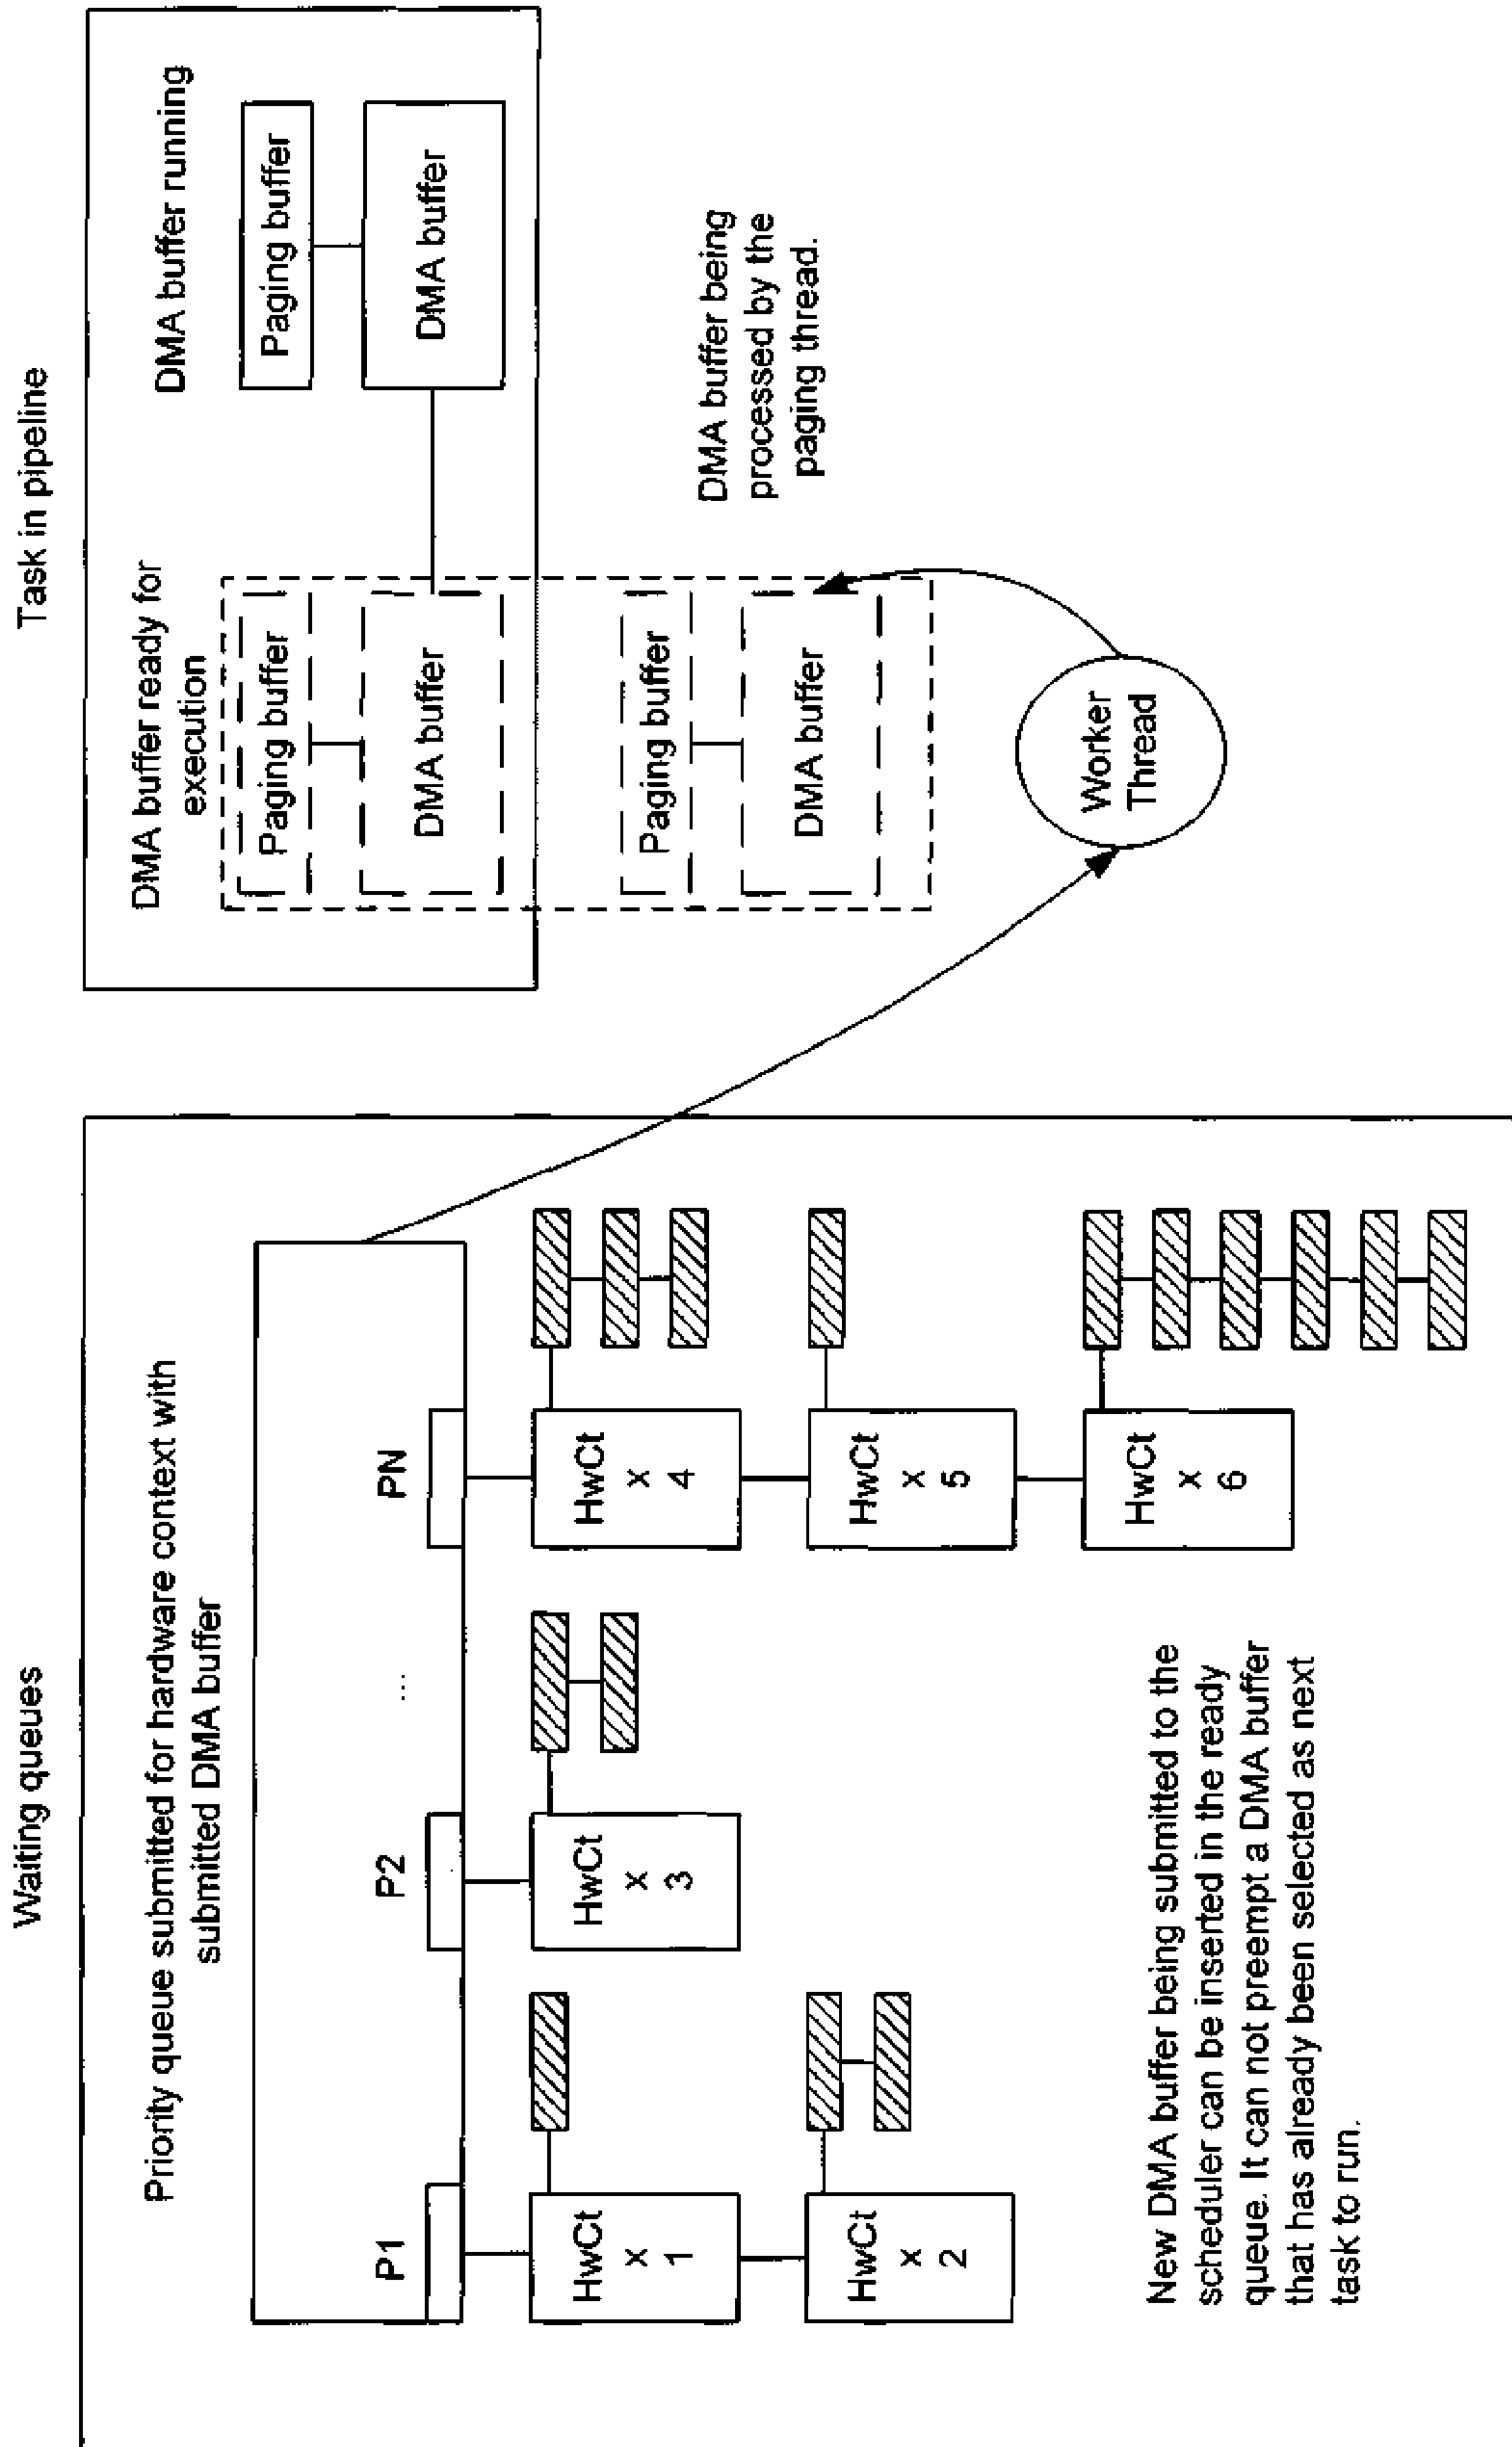 Waiting queues
Priority queue submitted for hardware context with
submitted DMA buffer
P1
P2
...
PN
HwCt
x
1
HwCt
x
2
HwCt
x
3
HwCt
x
4
HwCt
x
5
HwCt
x
6
New DMA buffer being submitted to the
scheduler can be inserted in the ready
queue. It can not preempt a DMA buffer
that has already been selected as next
task to run.
Task in pipeline
DMA buffer ready for
execution
Paging buffer
DMA buffer
DMA buffer running
Paging buffer
DMA buffer
Paging buffer
DMA buffer
DMA buffer being
processed by the
paging thread.
Worker
Thread